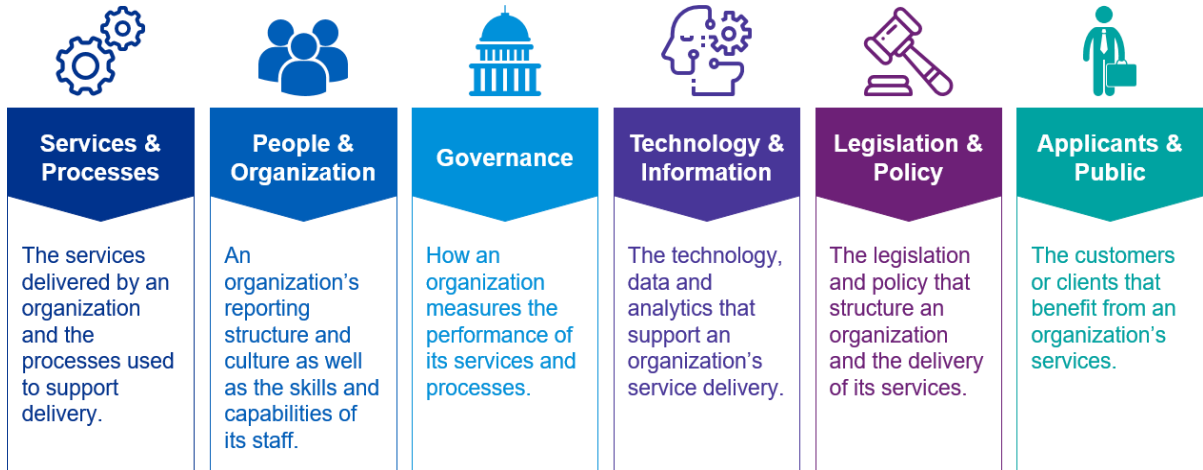 Services &
Processes
The services
delivered by an
organization
and the
processes used
to support
delivery.
People &
Organization
An
organization’s
reporting
structure and
culture as well
as the skills and
capabilities of
its staff.
Governance
How an
organization
measures the
performance of
its services and
processes.
Technology &
Information
The technology,
data and
analytics that
support an
organization’s
service delivery.
Legislation &
Policy
The legislation
and policy that
structure an
organization
and the delivery
of its services.
Applicants &
Public
The customers
or clients that
benefit from an
organization’s
services.